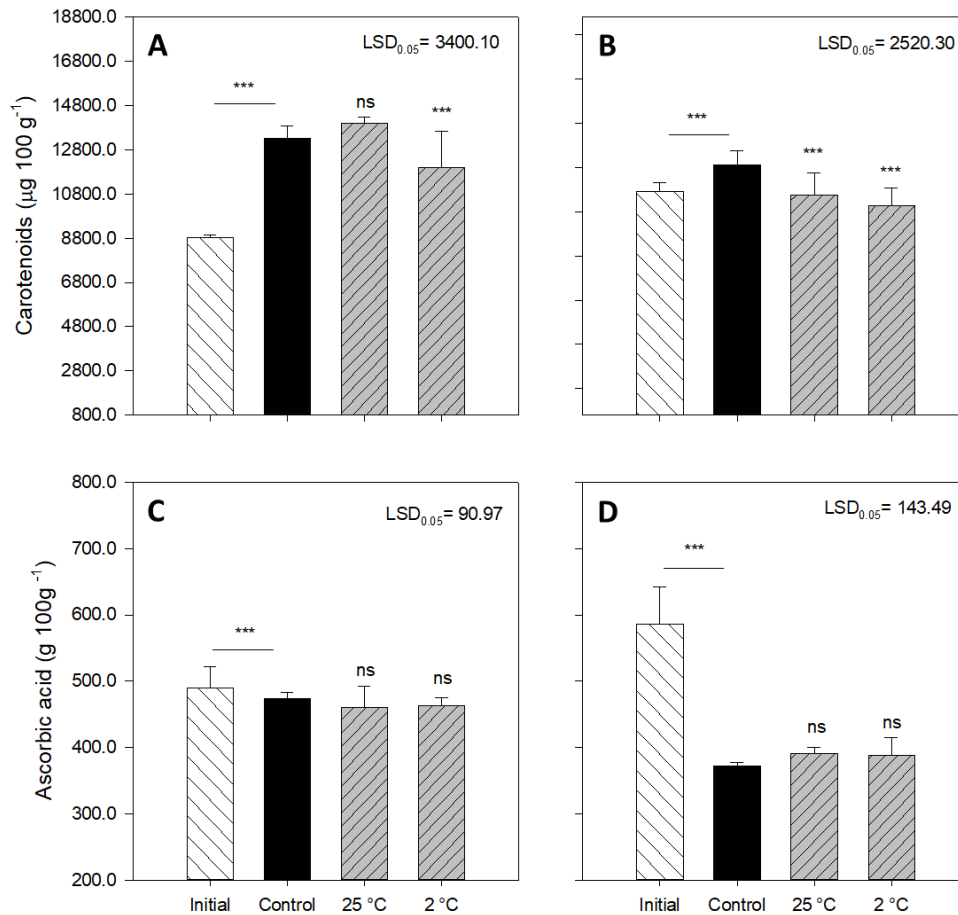 18800.0
16800.0
14800.0
12800.0
10800.0
8800.0
6800.0
4800.0
2800.0
800.0
Carotenoids (µg 100 g⁻¹)
A
LSD₀.₀₅= 3400.10
***
ns
***
B
LSD₀.₀₅= 2520.30
***
***
***
800.0
700.0
600.0
500.0
400.0
300.0
200.0
Ascorbic acid (g 100g ⁻¹)
C
LSD₀.₀₅= 90.97
***
ns
ns
Initial Control 25 °C 2 °C
D
LSD₀.₀₅= 143.49
***
ns
ns
Initial Control 25 °C 2 °C